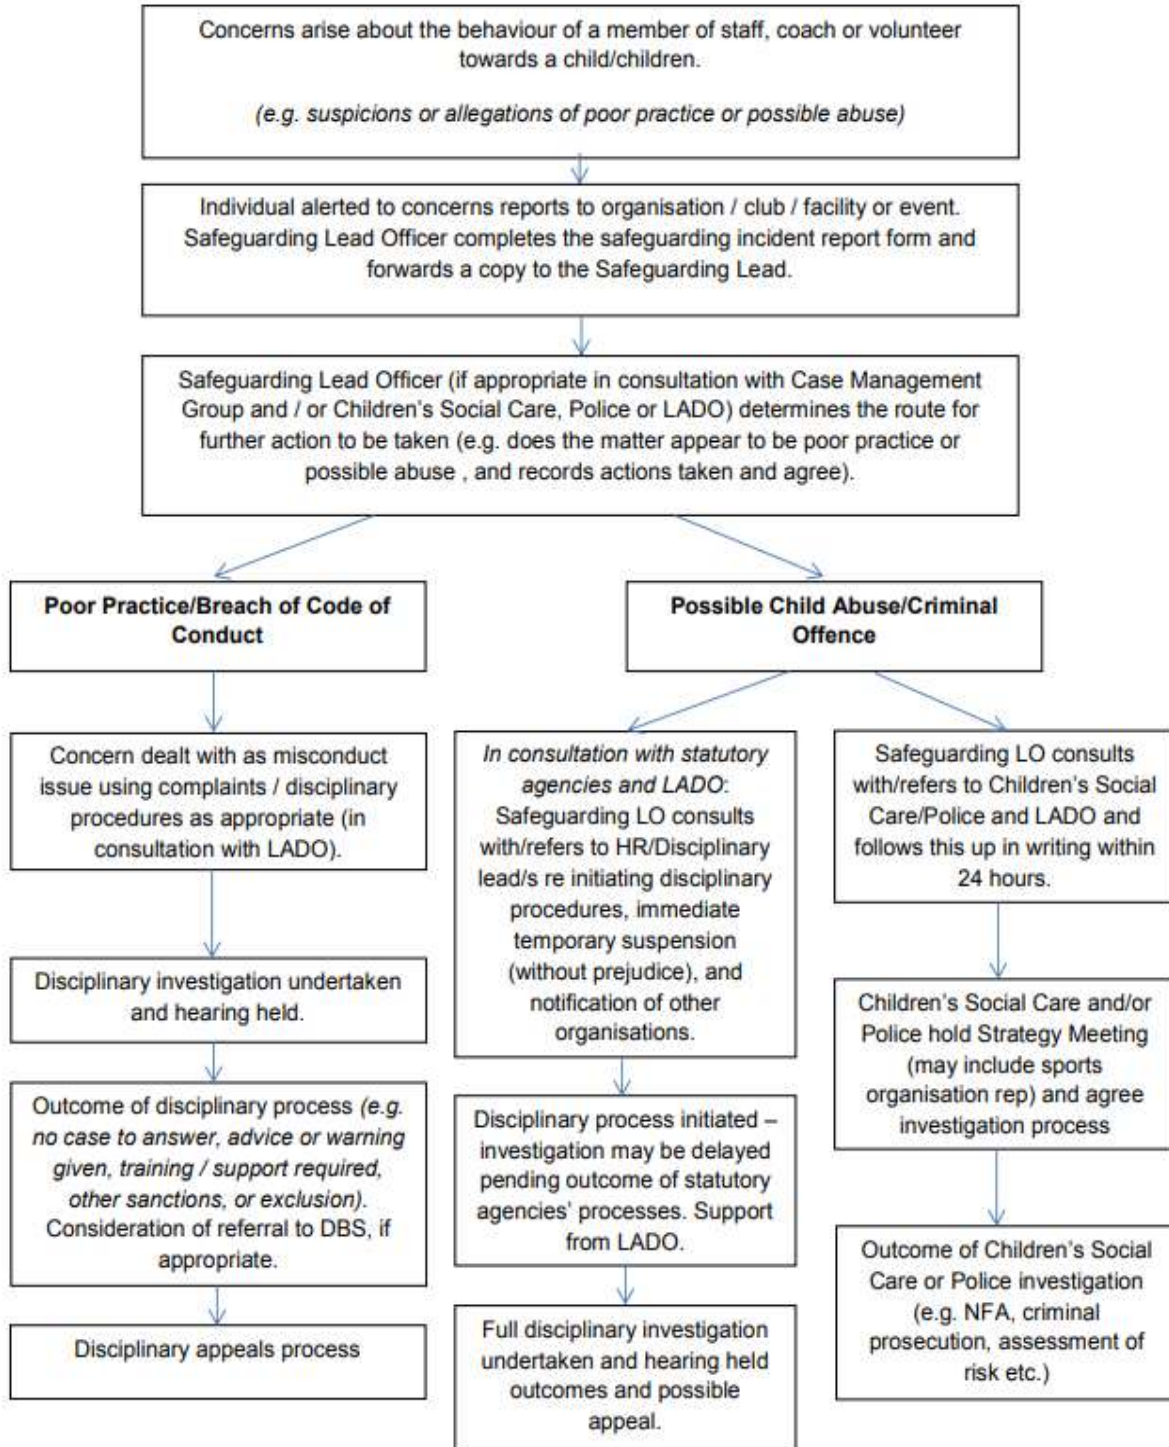 Concerns arise about the behaviour of a member of staff, coach or volunteer
towards a child/children.
(e.g. suspicions or allegations of poor practice or possible abuse)
Individual alerted to concerns reports to organisation / club / facility or event.
Safeguarding Lead Officer completes the safeguarding incident report form and
forwards a copy to the Safeguarding Lead.
Safeguarding Lead Officer (if appropriate in consultation with Case Management
Group and / or Children's Social Care, Police or LADO) determines the route for
further action to be taken (e.g. does the matter appear to be poor practice or
possible abuse , and records actions taken and agree).
Poor Practice/Breach of Code of
Conduct
Possible Child Abuse/Criminal
Offence
Concern dealt with as misconduct
issue using complaints / disciplinary
procedures as appropriate (in
consultation with LADO).
Disciplinary investigation undertaken
and hearing held.
Outcome of disciplinary process (e.g.
no case to answer, advice or warning
given, training / support required,
other sanctions, or exclusion).
Consideration of referral to DBS, if
appropriate.
Disciplinary appeals process
In consultation with statutory
agencies and LADO:
Safeguarding LO consults
with/refers to HR/Disciplinary
lead/s re initiating disciplinary
procedures, immediate
temporary suspension
(without prejudice), and
notification of other
organisations.
Disciplinary process initiated –
investigation may be delayed
pending outcome of statutory
agencies' processes. Support
from LADO.
Full disciplinary investigation
undertaken and hearing held
outcomes and possible
appeal.
Safeguarding LO consults
with/refers to Children's Social
Care/Police and LADO and
follows this up in writing within
24 hours.
Children's Social Care and/or
Police hold Strategy Meeting
(may include sports
organisation rep) and agree
investigation process
Outcome of Children's Social
Care or Police investigation
(e.g. NFA, criminal
prosecution, assessment of
risk etc.)